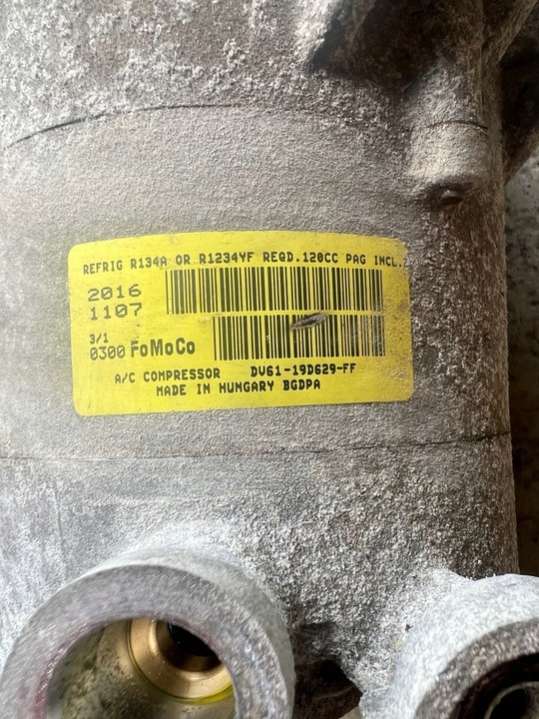 REFRIG R134A OR R1234YF REQD.120CC PAG INCL.
2016
1107
3/1
0300 FoMoCo
A/C COMPRESSOR DV61-19D629-FF
MADE IN HUNGARY BGDPA